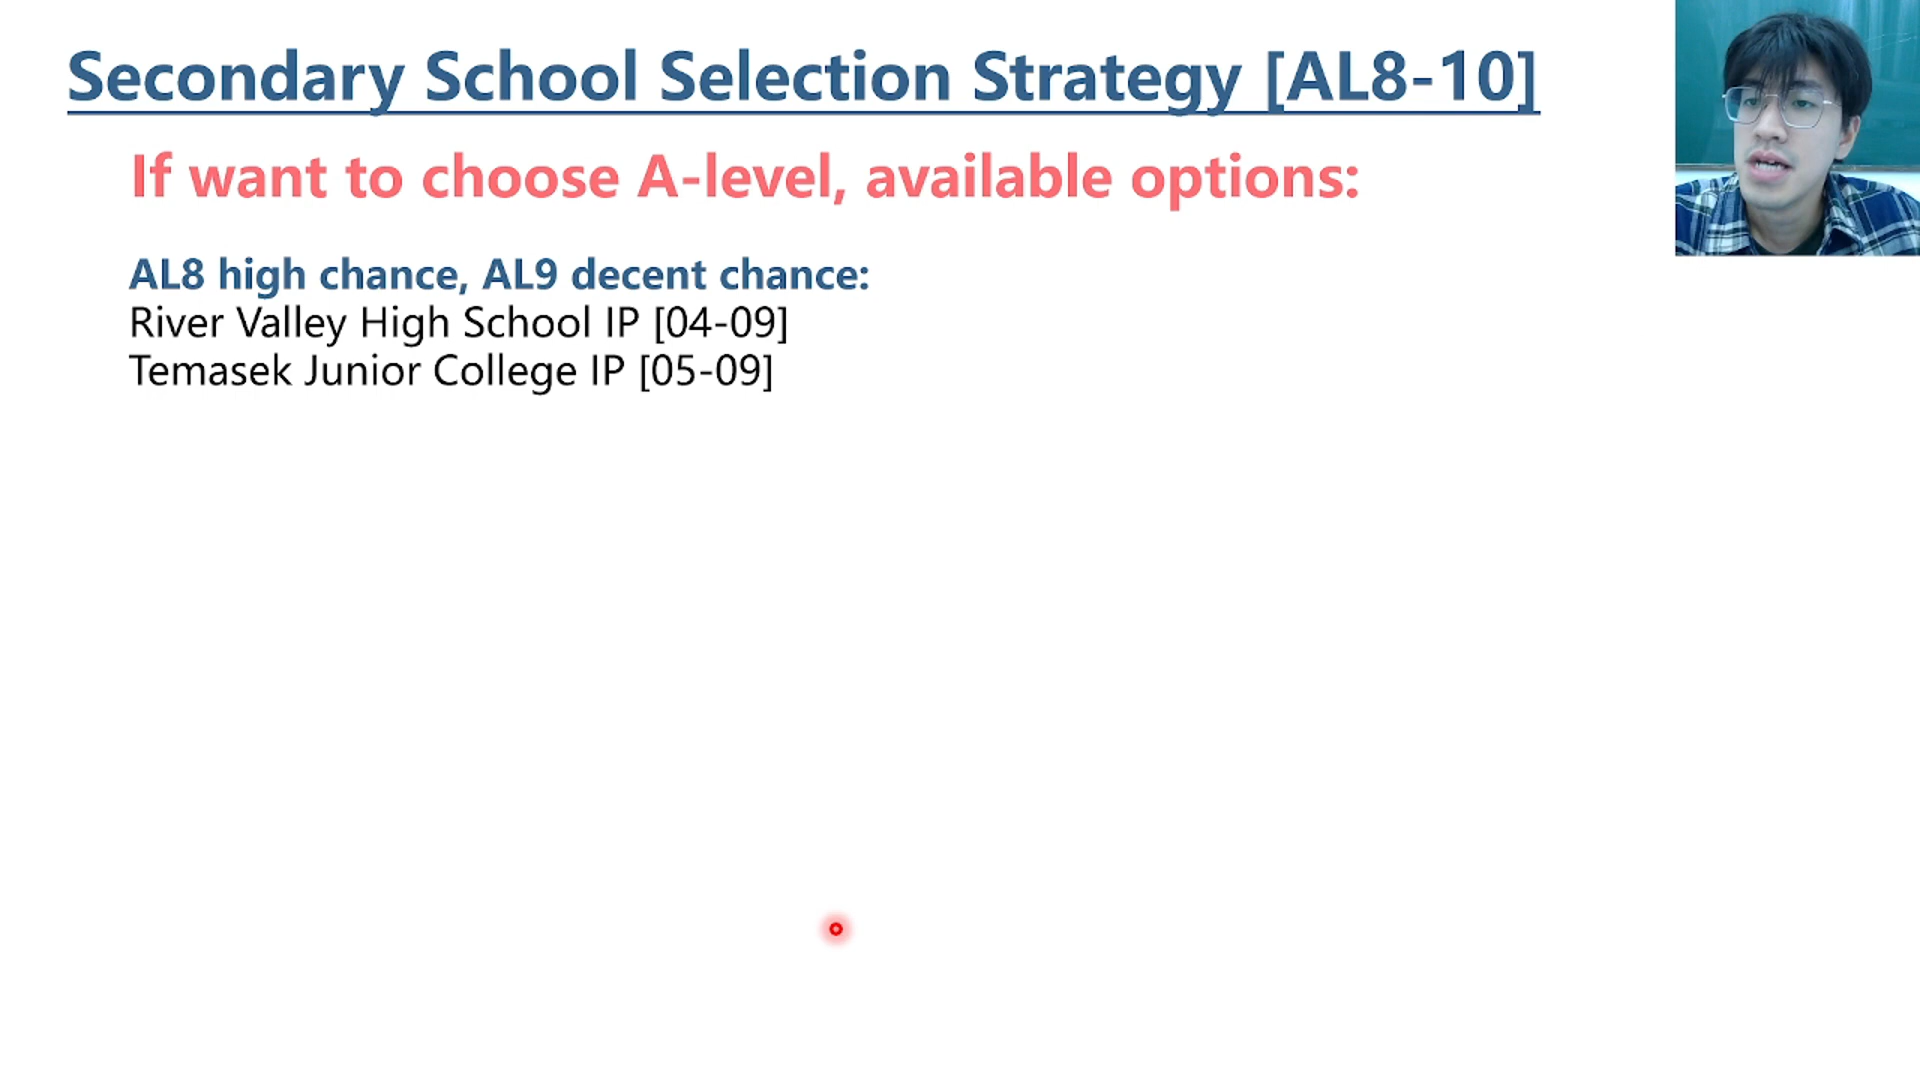 Secondary School Selection Strategy [AL8-10]
If want to choose A-level, available options:
AL8 high chance, AL9 decent chance:
River Valley High School IP [04-09]
Temasek Junior College IP [05-09]